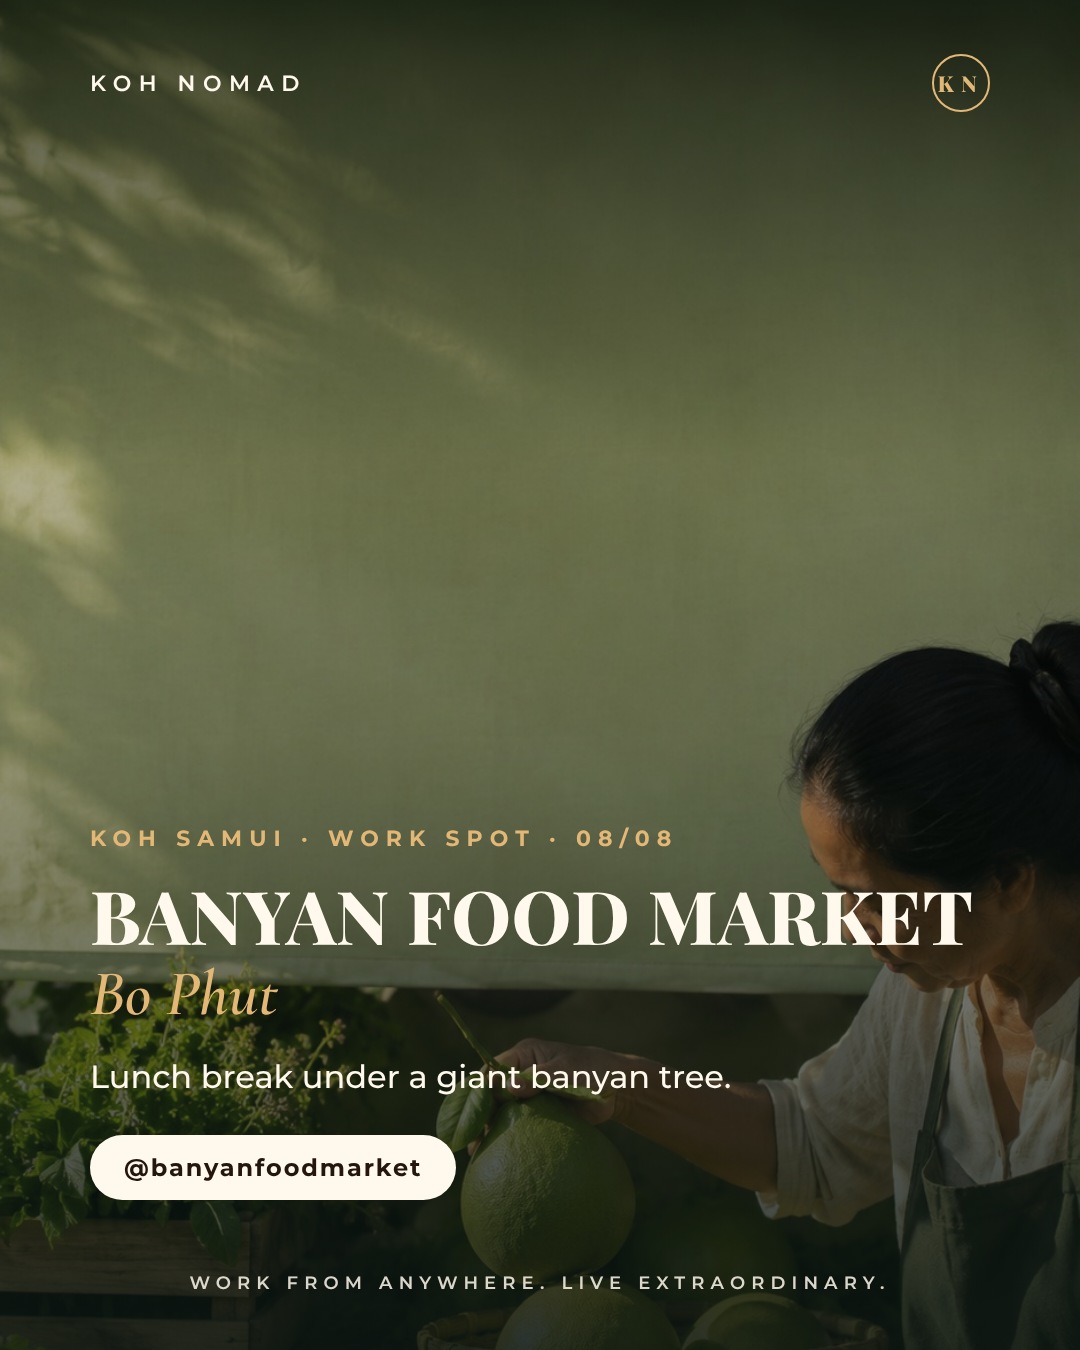 KOH NOMAD
KN
KOH SAMUI · WORK SPOT · 08/08
BANYAN FOOD MARKET
Bo Phut
Lunch break under a giant banyan tree.
@banyanfoodmarket
WORK FROM ANYWHERE. LIVE EXTRAORDINARY.